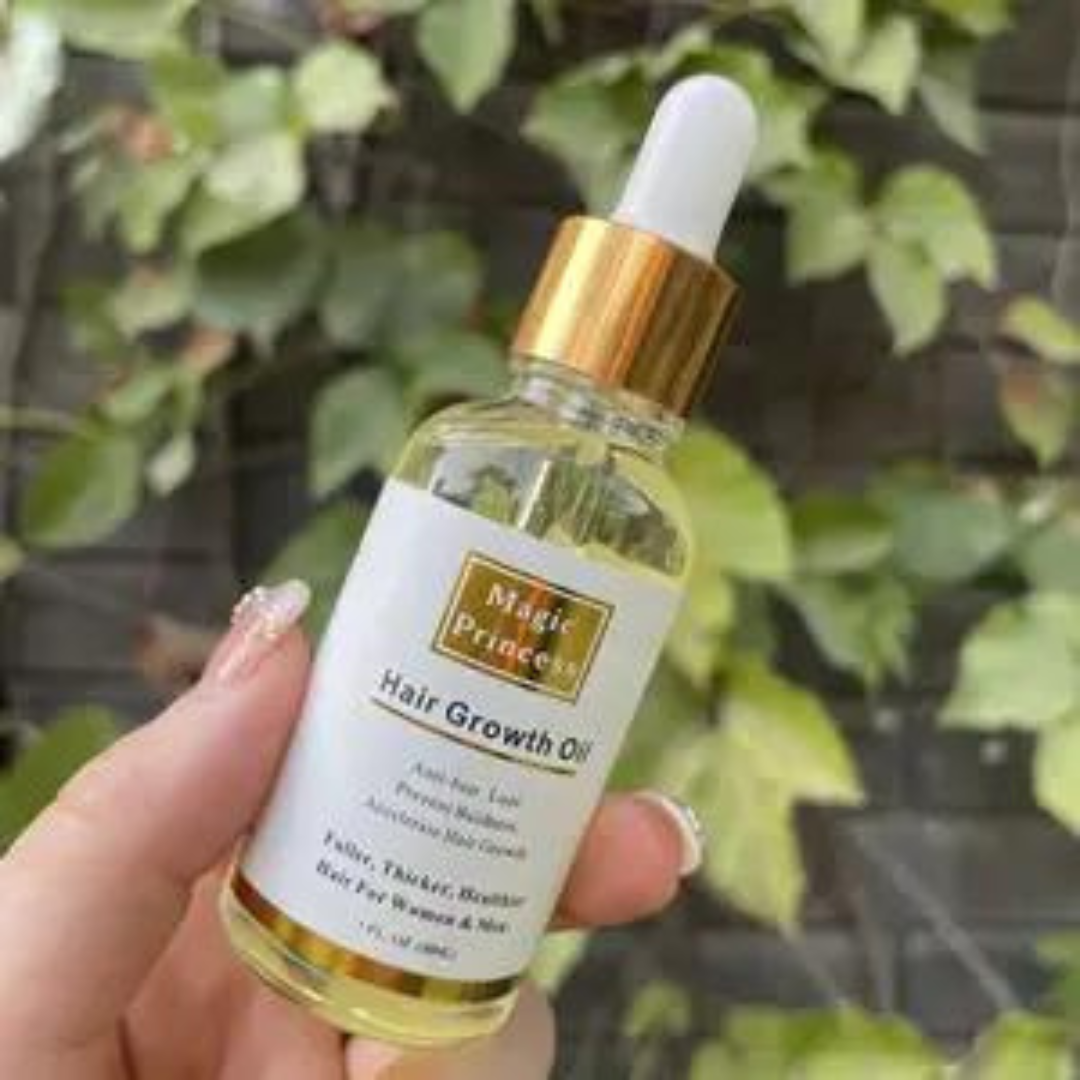 Magic
Princess
Hair Growth Oil
Anti-hair Loss
Prevent Baldness
Accelerate Hair Growth
Fuller, Thicker, Healthier
Hair For Women & Men